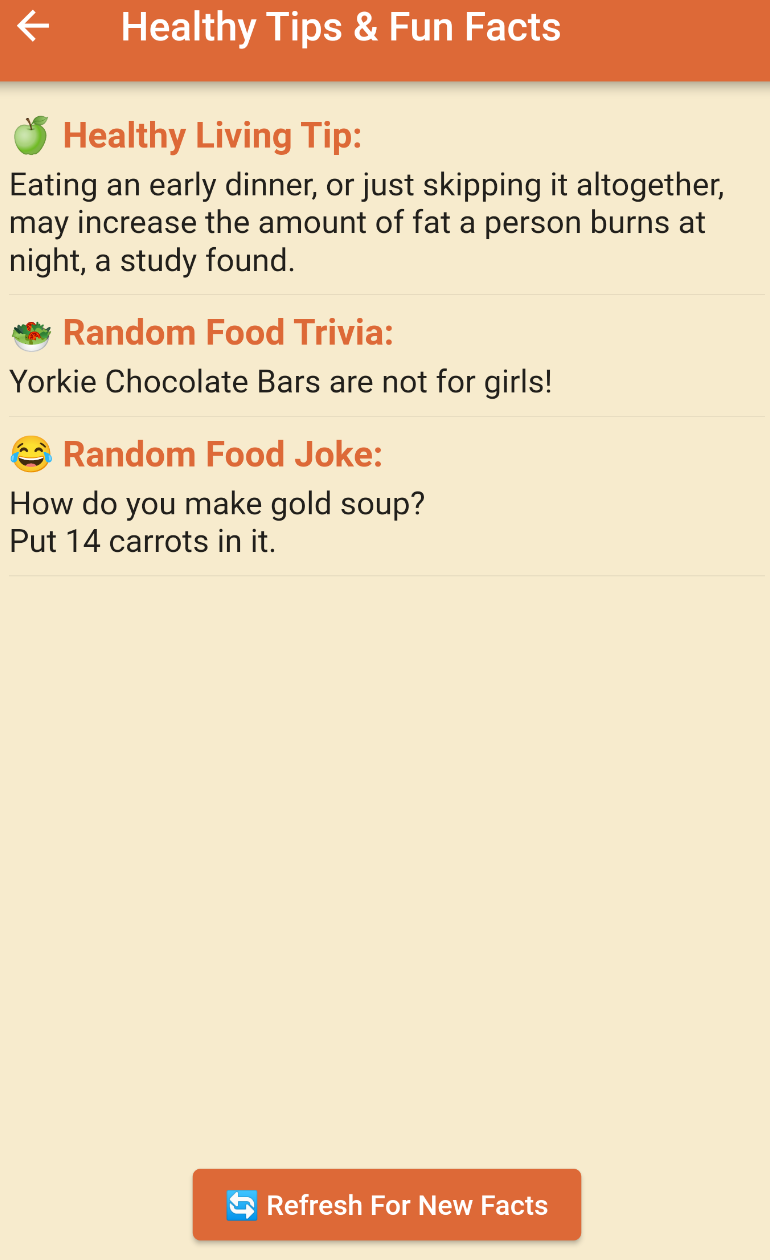 Healthy Tips & Fun Facts
Healthy Living Tip:
Eating an early dinner, or just skipping it altogether,
may increase the amount of fat a person burns at
night, a study found.
Random Food Trivia:
Yorkie Chocolate Bars are not for girls!
Random Food Joke:
How do you make gold soup?
Put 14 carrots in it.
Refresh For New Facts